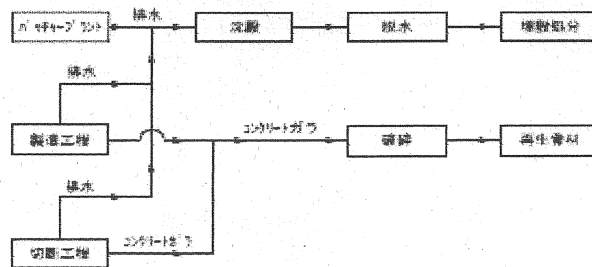 バッチャープラント
排水
沈殿
脱水
埋設処分
排水
製造工程
コンクリートガラ
破砕
再生骨材
排水
切断工程
コンクリートガラ